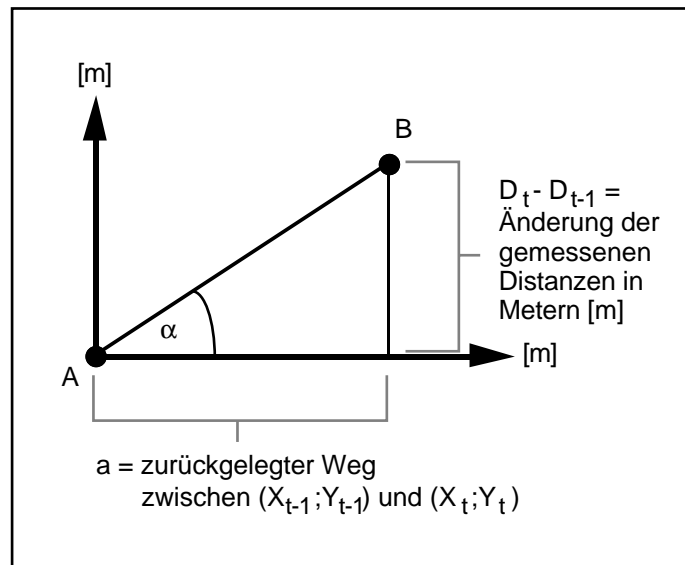 [m]
B
D t - D t-1 =
Änderung der
gemessenen
Distanzen in
Metern [m]
α
A
[m]
a = zurückgelegter Weg
zwischen (X t-1 ;Y t-1 ) und (X t ;Y t )